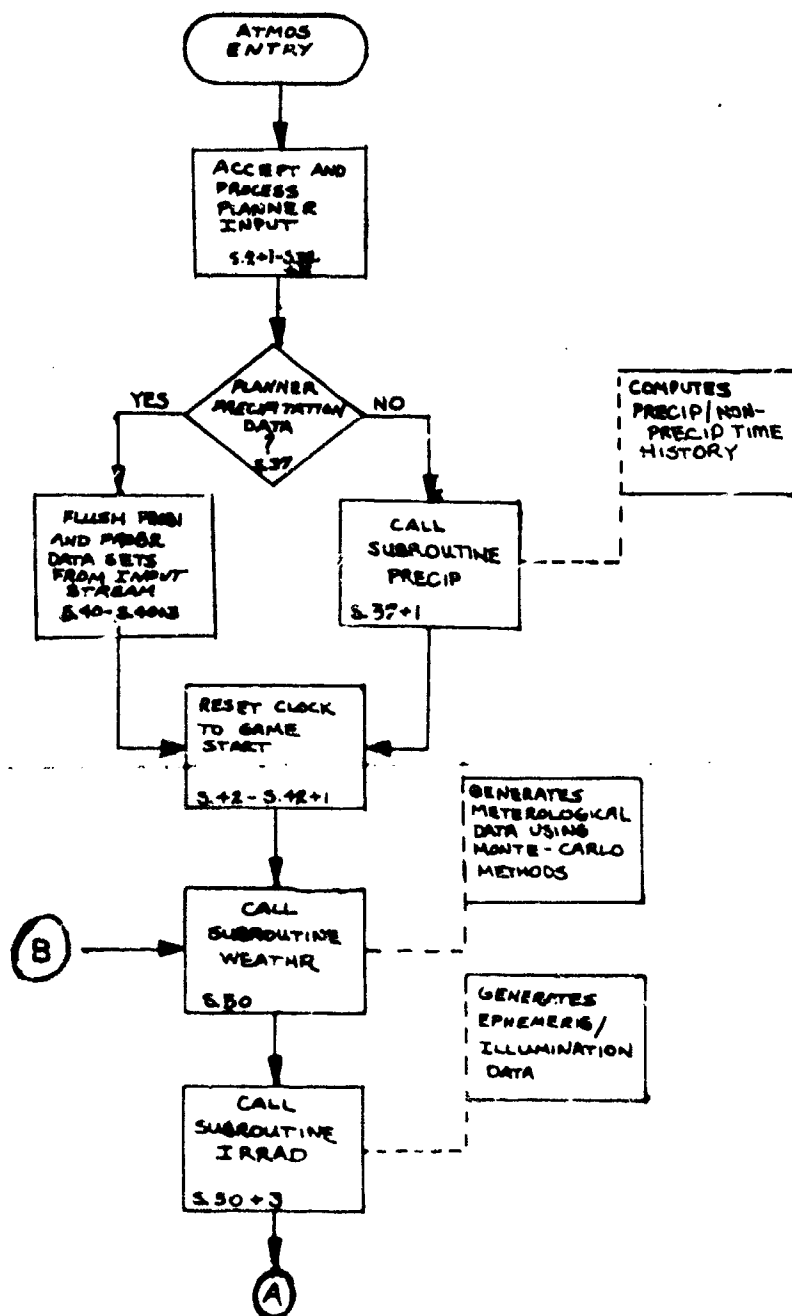 ATMOS
ENTRY
ACCEPT AND
PROCESS
PLANNER
INPUT
PLANNER
PRECIPITATION
DATA
?
S.37
YES
NO
COMPUTES
PRECIP/NON-
PRECIP TIME
HISTORY
FLUSH
AND
DATA SETS
FROM INPUT
STREAM
S.40-
CALL
SUBROUTINE
PRECIP
S.37+1
RESET CLOCK
TO GAME
START
S.42 - S.42+1
GENERATES
METEROLOGICAL
DATA USING
MONTE-CARLO
METHODS
B
CALL
SUBROUTINE
WEATHR
S.50
GENERATES
EPHEMERIS/
ILLUMINATION
DATA
CALL
SUBROUTINE
IRRAD
S.50 + 3
A